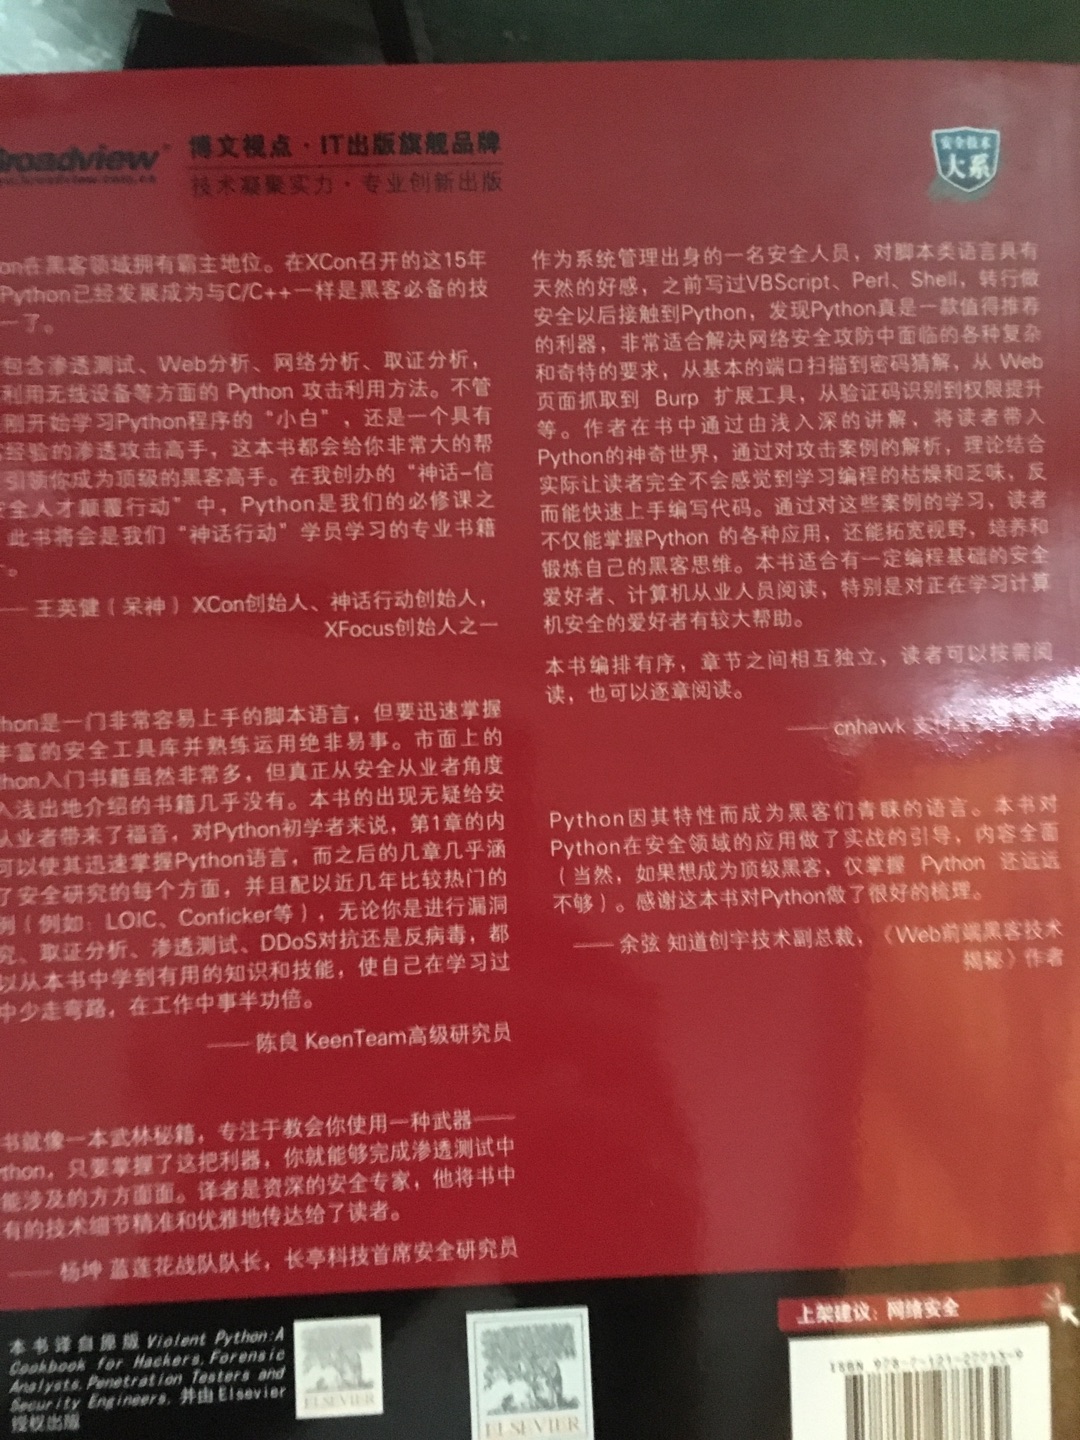 Broadview
博文视点·IT出版旗舰品牌
技术凝聚实力·专业创新出版
安全技术
大系
on在黑客领域拥有霸主地位。在XCon召开的这15年
Python已经发展成为与C/C++一样是黑客必备的技
一了。
包含渗透测试、Web分析、网络分析、取证分析，
利用无线设备等方面的 Python 攻击利用方法。不管
刚开始学习Python程序的“小白”，还是一个具有
经验的渗透攻击高手，这本书都会给你非常大的帮
引领你成为顶级的黑客高手。在我创办的“神话-信
安全人才颠覆行动”中，Python是我们的必修课之
此书将会是我们“神话行动”学员学习的专业书籍
。
—— 王英健（呆神）XCon创始人、神话行动创始人，
XFocus创始人之一
thon是一门非常容易上手的脚本语言，但要迅速掌握
丰富的安全工具库并熟练运用绝非易事。市面上的
thon入门书籍虽然非常多，但真正从安全从业者角度
入浅出地介绍的书籍几乎没有。本书的出现无疑给安
从业者带来了福音，对Python初学者来说，第1章的内
可以使其迅速掌握Python语言，而之后的几章几乎涵
了安全研究的每个方面，并且配以近几年比较热门的
例（例如：LOIC、Conficker等），无论你是进行漏洞
究、取证分析、渗透测试、DDoS对抗还是反病毒，都
以从本书中学到有用的知识和技能，使自己在学习过
中少走弯路，在工作中事半功倍。
—— 陈良 KeenTeam高级研究员
书就像一本武林秘籍，专注于教会你使用一种武器——
thon，只要掌握了这把利器，你就能够完成渗透测试中
能涉及的方方面面。译者是资深的安全专家，他将书中
有的技术细节精准和优雅地传达给了读者。
—— 杨坤 蓝莲花战队队长，长亭科技首席安全研究员
作为系统管理出身的一名安全人员，对脚本类语言具有
天然的好感，之前写过VBScript、Perl、Shell，转行做
安全以后接触到Python，发现Python真是一款值得推荐
的利器，非常适合解决网络安全攻防中面临的各种复杂
和奇特的要求，从基本的端口扫描到密码猜解，从 Web
页面抓取到 Burp 扩展工具，从验证码识别到权限提升
等。作者在书中通过由浅入深的讲解，将读者带入
Python的神奇世界，通过对攻击案例的解析，理论结合
实际让读者完全不会感觉到学习编程的枯燥和乏味，反
而能快速上手编写代码。通过对这些案例的学习，读者
不仅能掌握Python 的各种应用，还能拓宽视野，培养和
锻炼自己的黑客思维。本书适合有一定编程基础的安全
爱好者、计算机从业人员阅读，特别是对正在学习计算
机安全的爱好者有较大帮助。
本书编排有序，章节之间相互独立，读者可以按需阅
读，也可以逐章阅读。
—— cnhawk
Python因其特性而成为黑客们青睐的语言。本书对
Python在安全领域的应用做了实战的引导，内容全面
（当然，如果想成为顶级黑客，仅掌握 Python 还远远
不够）。感谢这本书对Python做了很好的梳理。
—— 余弦 知道创宇技术副总裁，《Web前端黑客技术
揭秘》作者
本书译自原版Violent Python:A
Cookbook for Hackers,Forensic
Analysts,Penetration Testers and
Security Engineers,并由Elsevier
授权出版
ELSEVIER
ELSEVIER
上架建议：网络安全
ISBN 978-7-121-